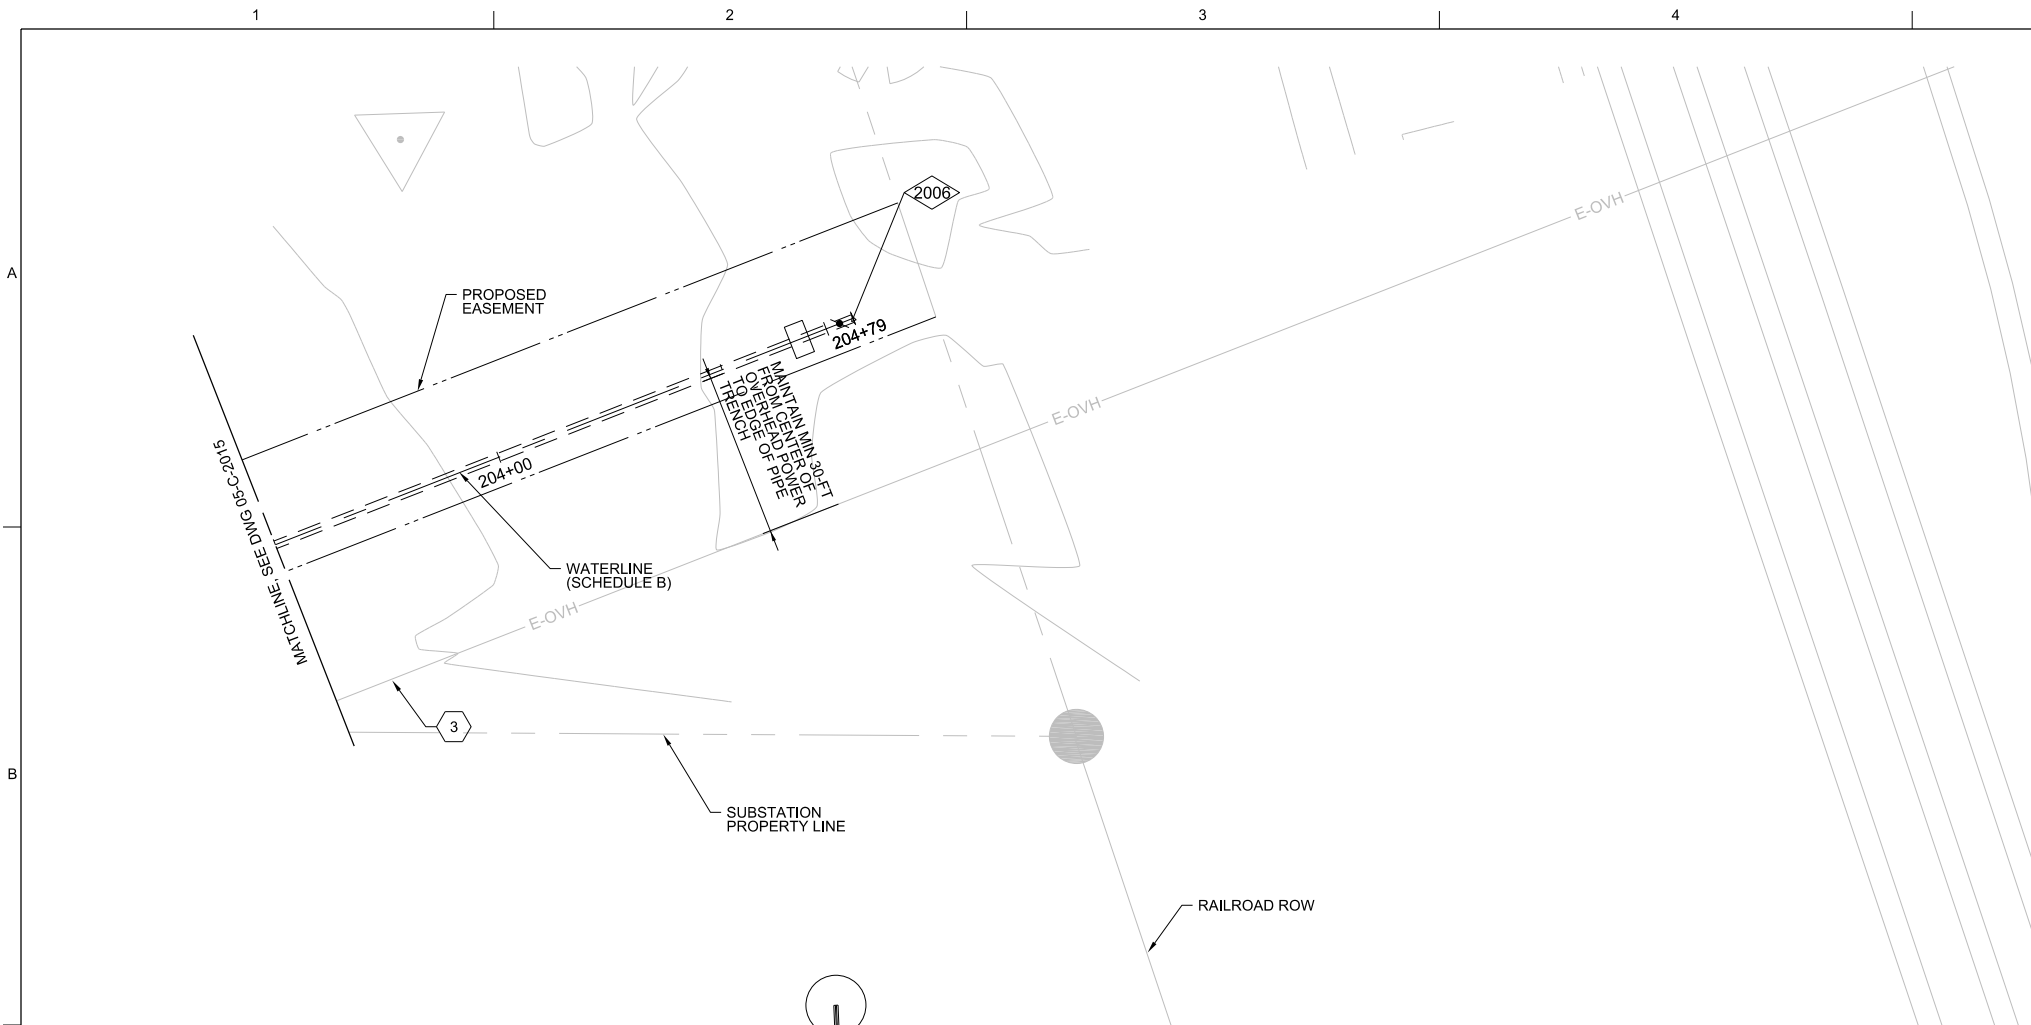 1
2
3
4
A
B
2006
PROPOSED
EASEMENT
204+79
MAINTAIN MIN 30-FT
FROM CENTER OF
OVERHEAD POWER
TO EDGE OF PIPE
TRENCH
204+00
MATCHLINE SEE DWG 05-C-2015
WATERLINE
(SCHEDULE B)
E-OVH
E-OVH
E-OVH
3
SUBSTATION
PROPERTY LINE
RAILROAD ROW